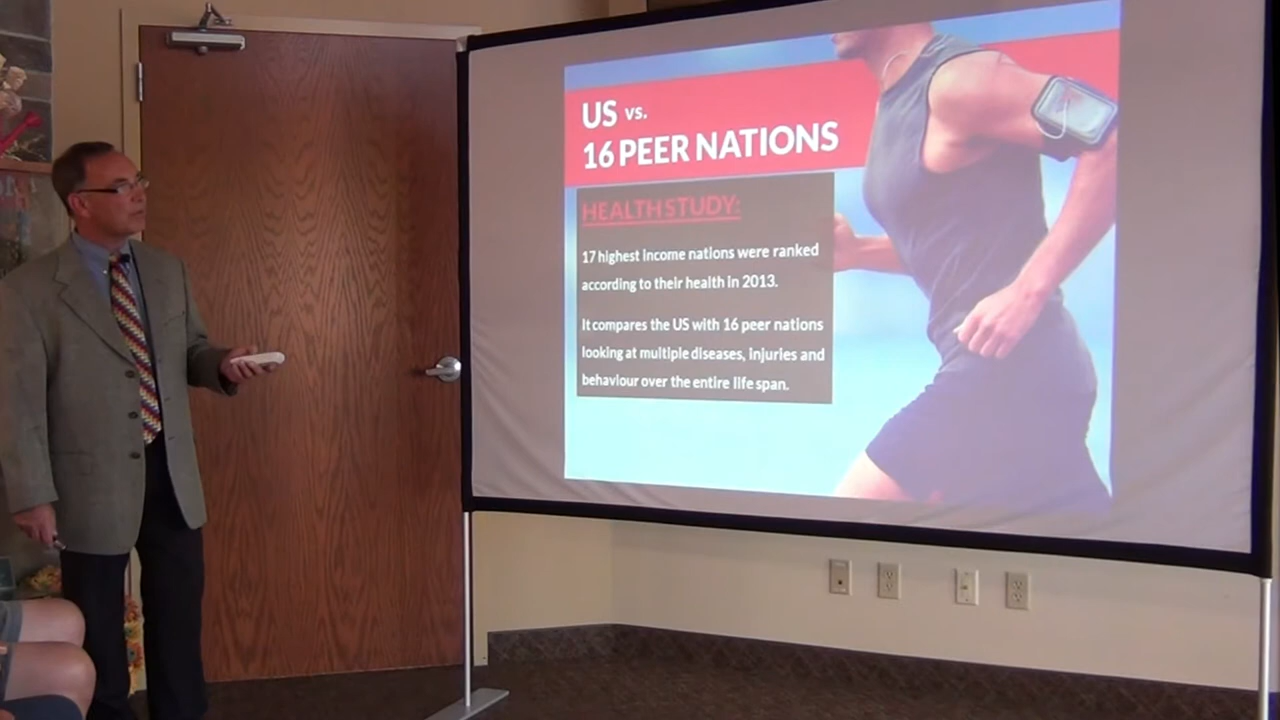 US vs.
16 PEER NATIONS
HEALTH STUDY:
17 highest income nations were ranked
according to their health in 2013.
It compares the US with 16 peer nations
looking at multiple diseases, injuries and
behaviour over the entire life span.